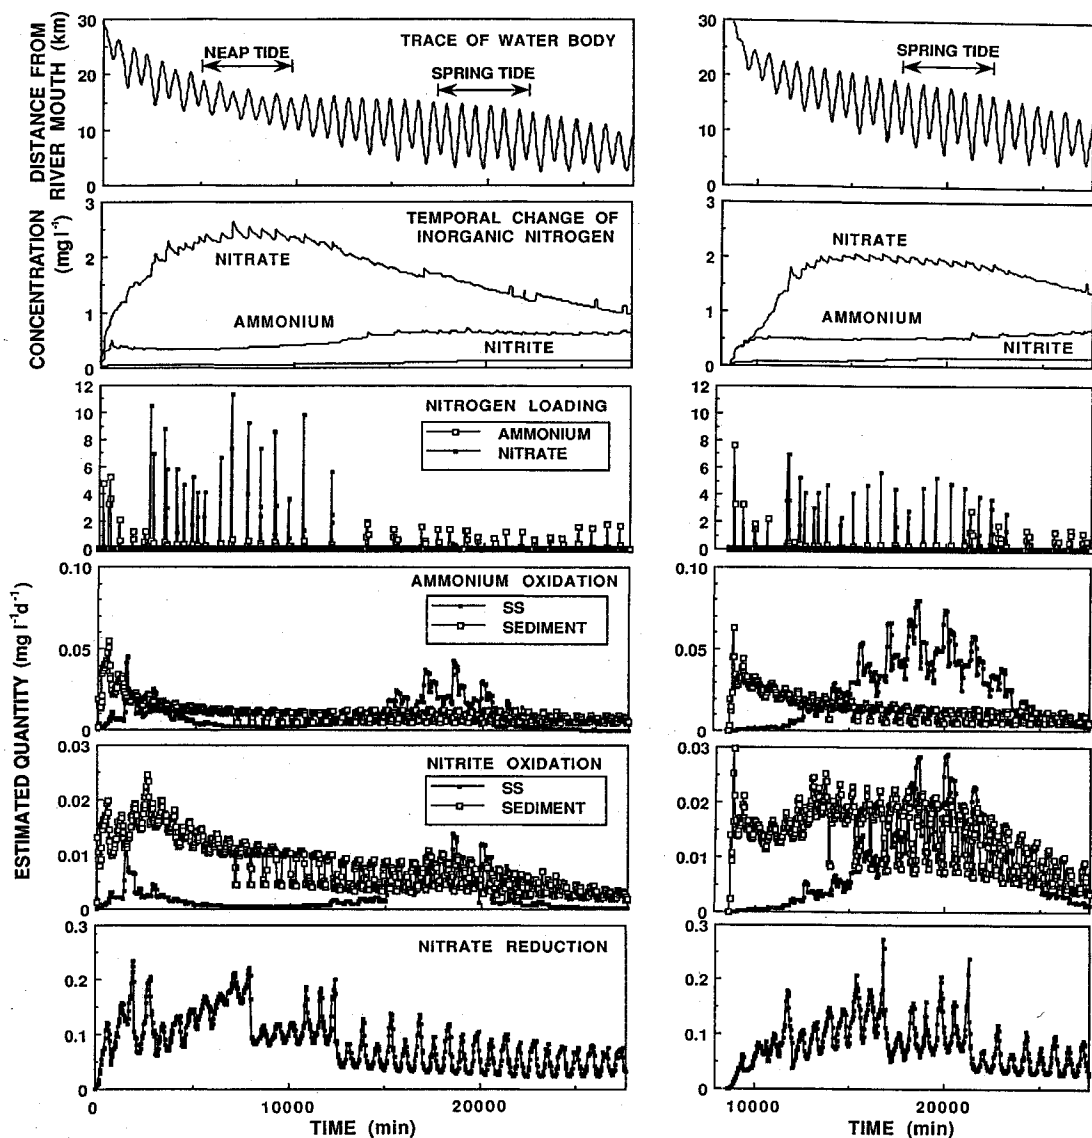 DISTANCE FROM
RIVER MOUTH (km)
30
20
10
0
TRACE OF WATER BODY
NEAP TIDE
SPRING TIDE
30
20
10
0
SPRING TIDE
CONCENTRATION
(mg l⁻¹)
3
2
1
0
TEMPORAL CHANGE OF
INORGANIC NITROGEN
NITRATE
AMMONIUM
NITRITE
3
2
1
0
NITRATE
AMMONIUM
NITRITE
ESTIMATED QUANTITY (mg l⁻¹d⁻¹)
12
10
8
6
4
2
0
NITROGEN LOADING
AMMONIUM
NITRATE
12
10
8
6
4
2
0
0.10
0.05
0
AMMONIUM OXIDATION
SS
SEDIMENT
0.10
0.05
0
0.03
0.02
0.01
0
NITRITE OXIDATION
SS
SEDIMENT
0.03
0.02
0.01
0
0.3
0.2
0.1
0
NITRATE REDUCTION
0.3
0.2
0.1
0
0 10000 20000
TIME (min)
10000 20000
TIME (min)